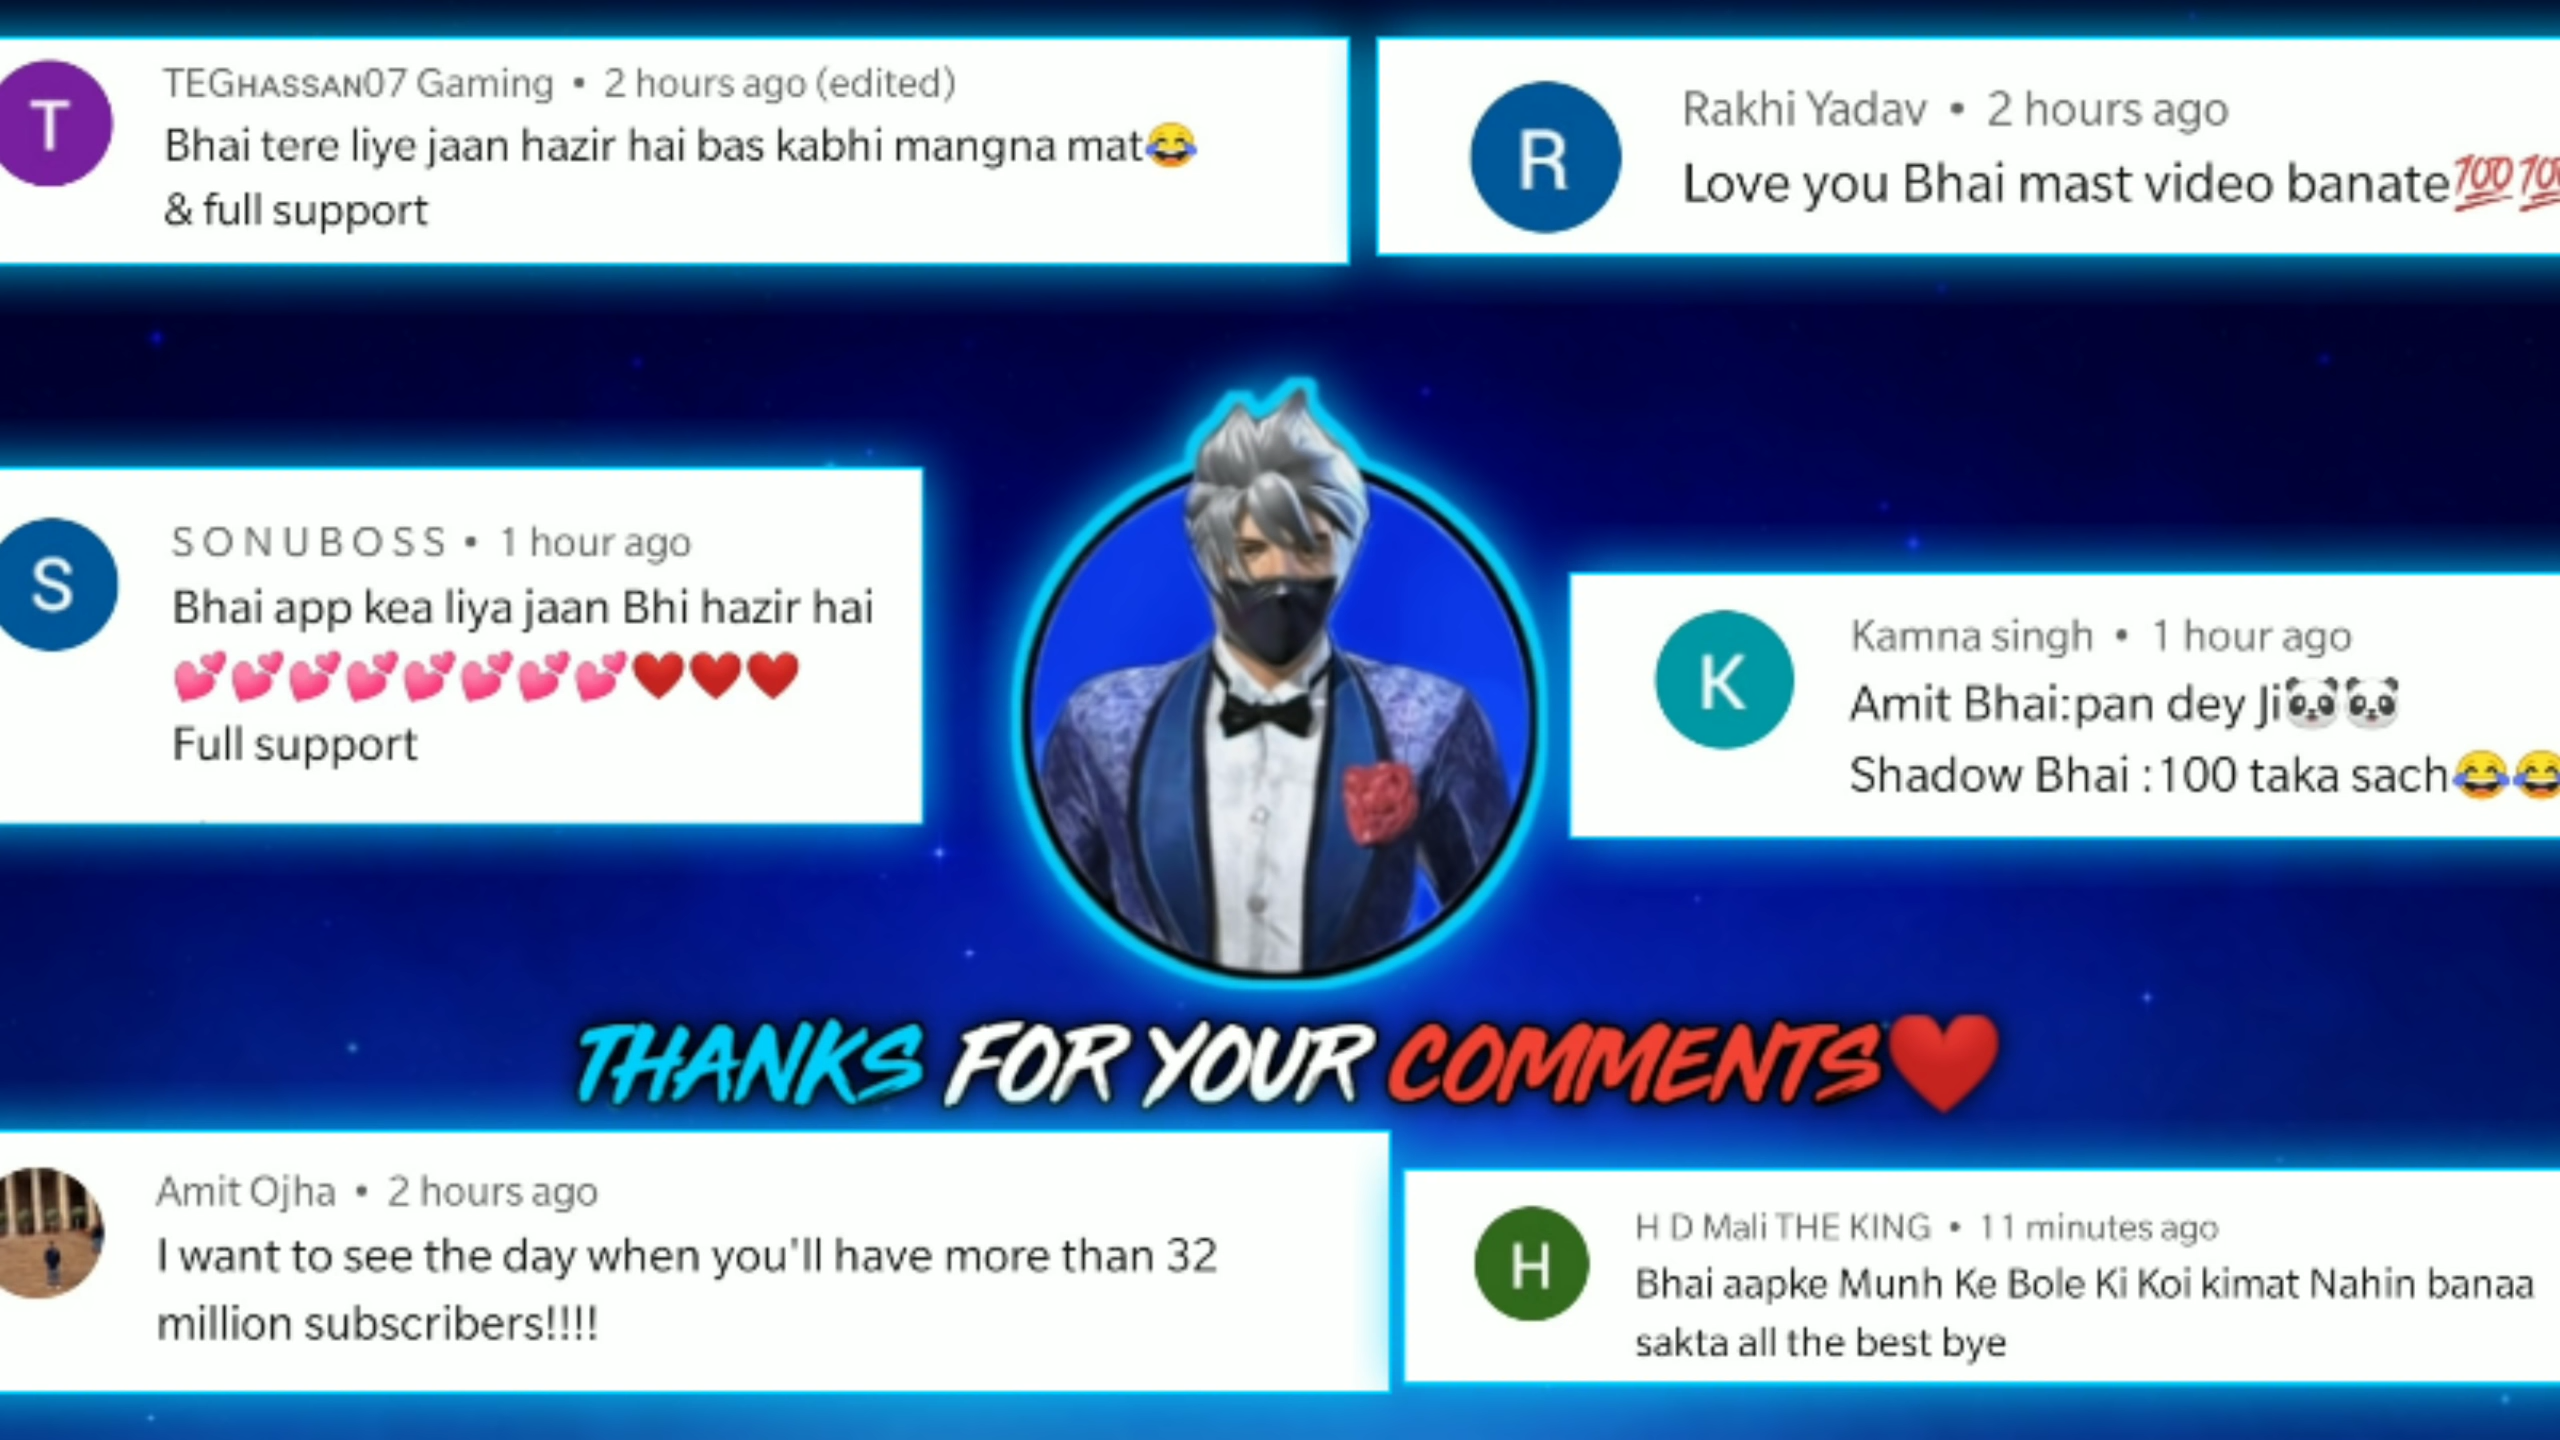 T
TEGHASSAN07 Gaming • 2 hours ago (edited)
Bhai tere liye jaan hazir hai bas kabhi mangna mat😂
& full support
R
Rakhi Yadav • 2 hours ago
Love you Bhai mast video banate💯💯
S
S O N U B O S S • 1 hour ago
Bhai app kea liya jaan Bhi hazir hai
💕💕💕💕💕💕💕💕❤️❤️❤️
Full support
K
Kamna singh • 1 hour ago
Amit Bhai:pan dey Ji🐼🐼
Shadow Bhai :100 taka sach😂😂
THANKS FOR YOUR COMMENTS❤️
Amit Ojha • 2 hours ago
I want to see the day when you'll have more than 32
million subscribers!!!!
H
H D Mali THE KING • 11 minutes ago
Bhai aapke Munh Ke Bole Ki Koi kimat Nahin banaa
sakta all the best bye